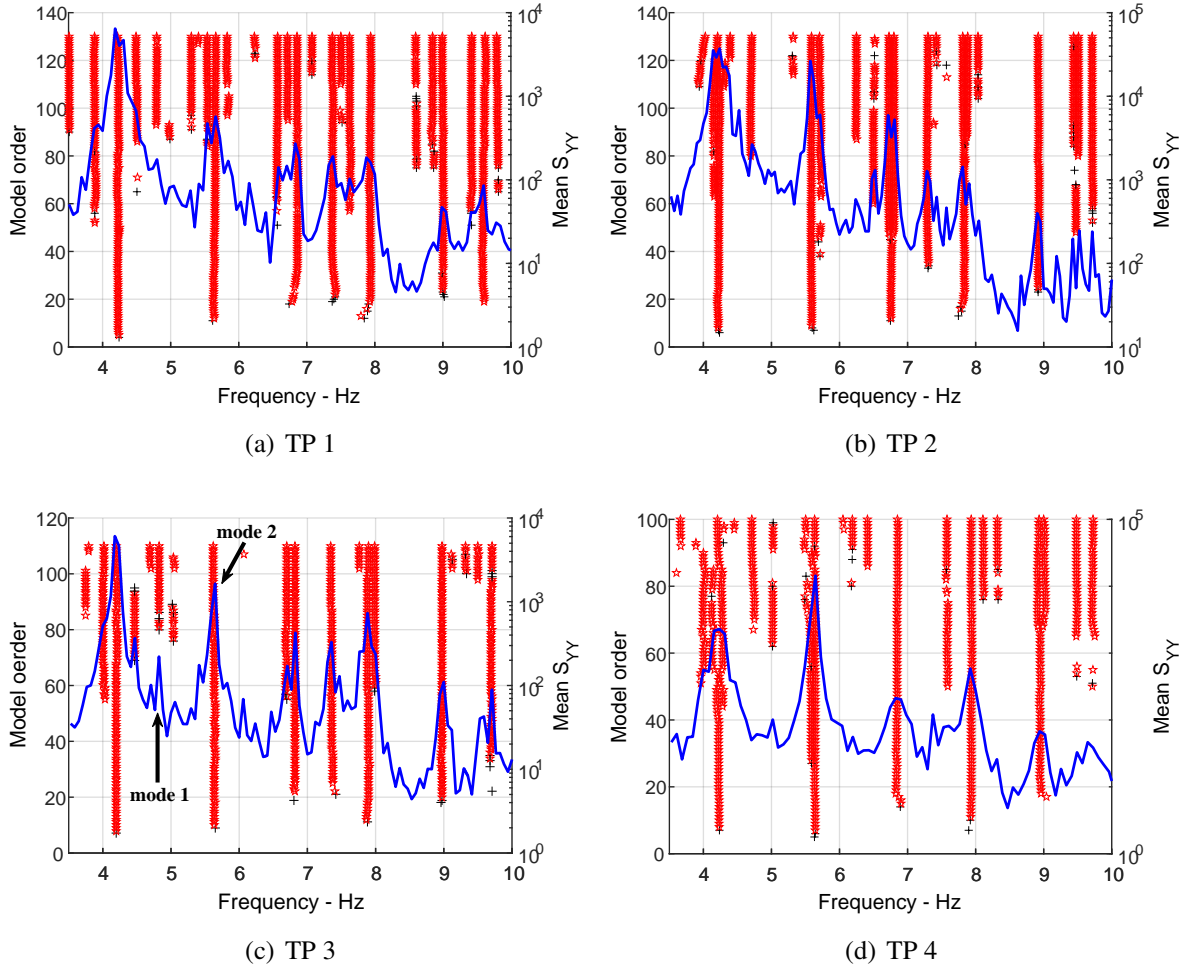 140
120
100
80
60
40
20
0
Model order
10^4
10^3
10^2
10^1
10^0
Mean S_YY
4 5 6 7 8 9 10
Frequency - Hz
(a) TP 1
140
120
100
80
60
40
20
0
Model order
10^5
10^4
10^3
10^2
10^1
Mean S_YY
4 5 6 7 8 9 10
Frequency - Hz
(b) TP 2
120
100
80
60
40
20
0
Model oerder
10^4
10^3
10^2
10^1
10^0
Mean S_YY
mode 2
mode 1
4 5 6 7 8 9 10
Frequency - Hz
(c) TP 3
100
80
60
40
20
0
Model order
10^5
10^0
Mean S_YY
4 5 6 7 8 9 10
Frequency - Hz
(d) TP 4